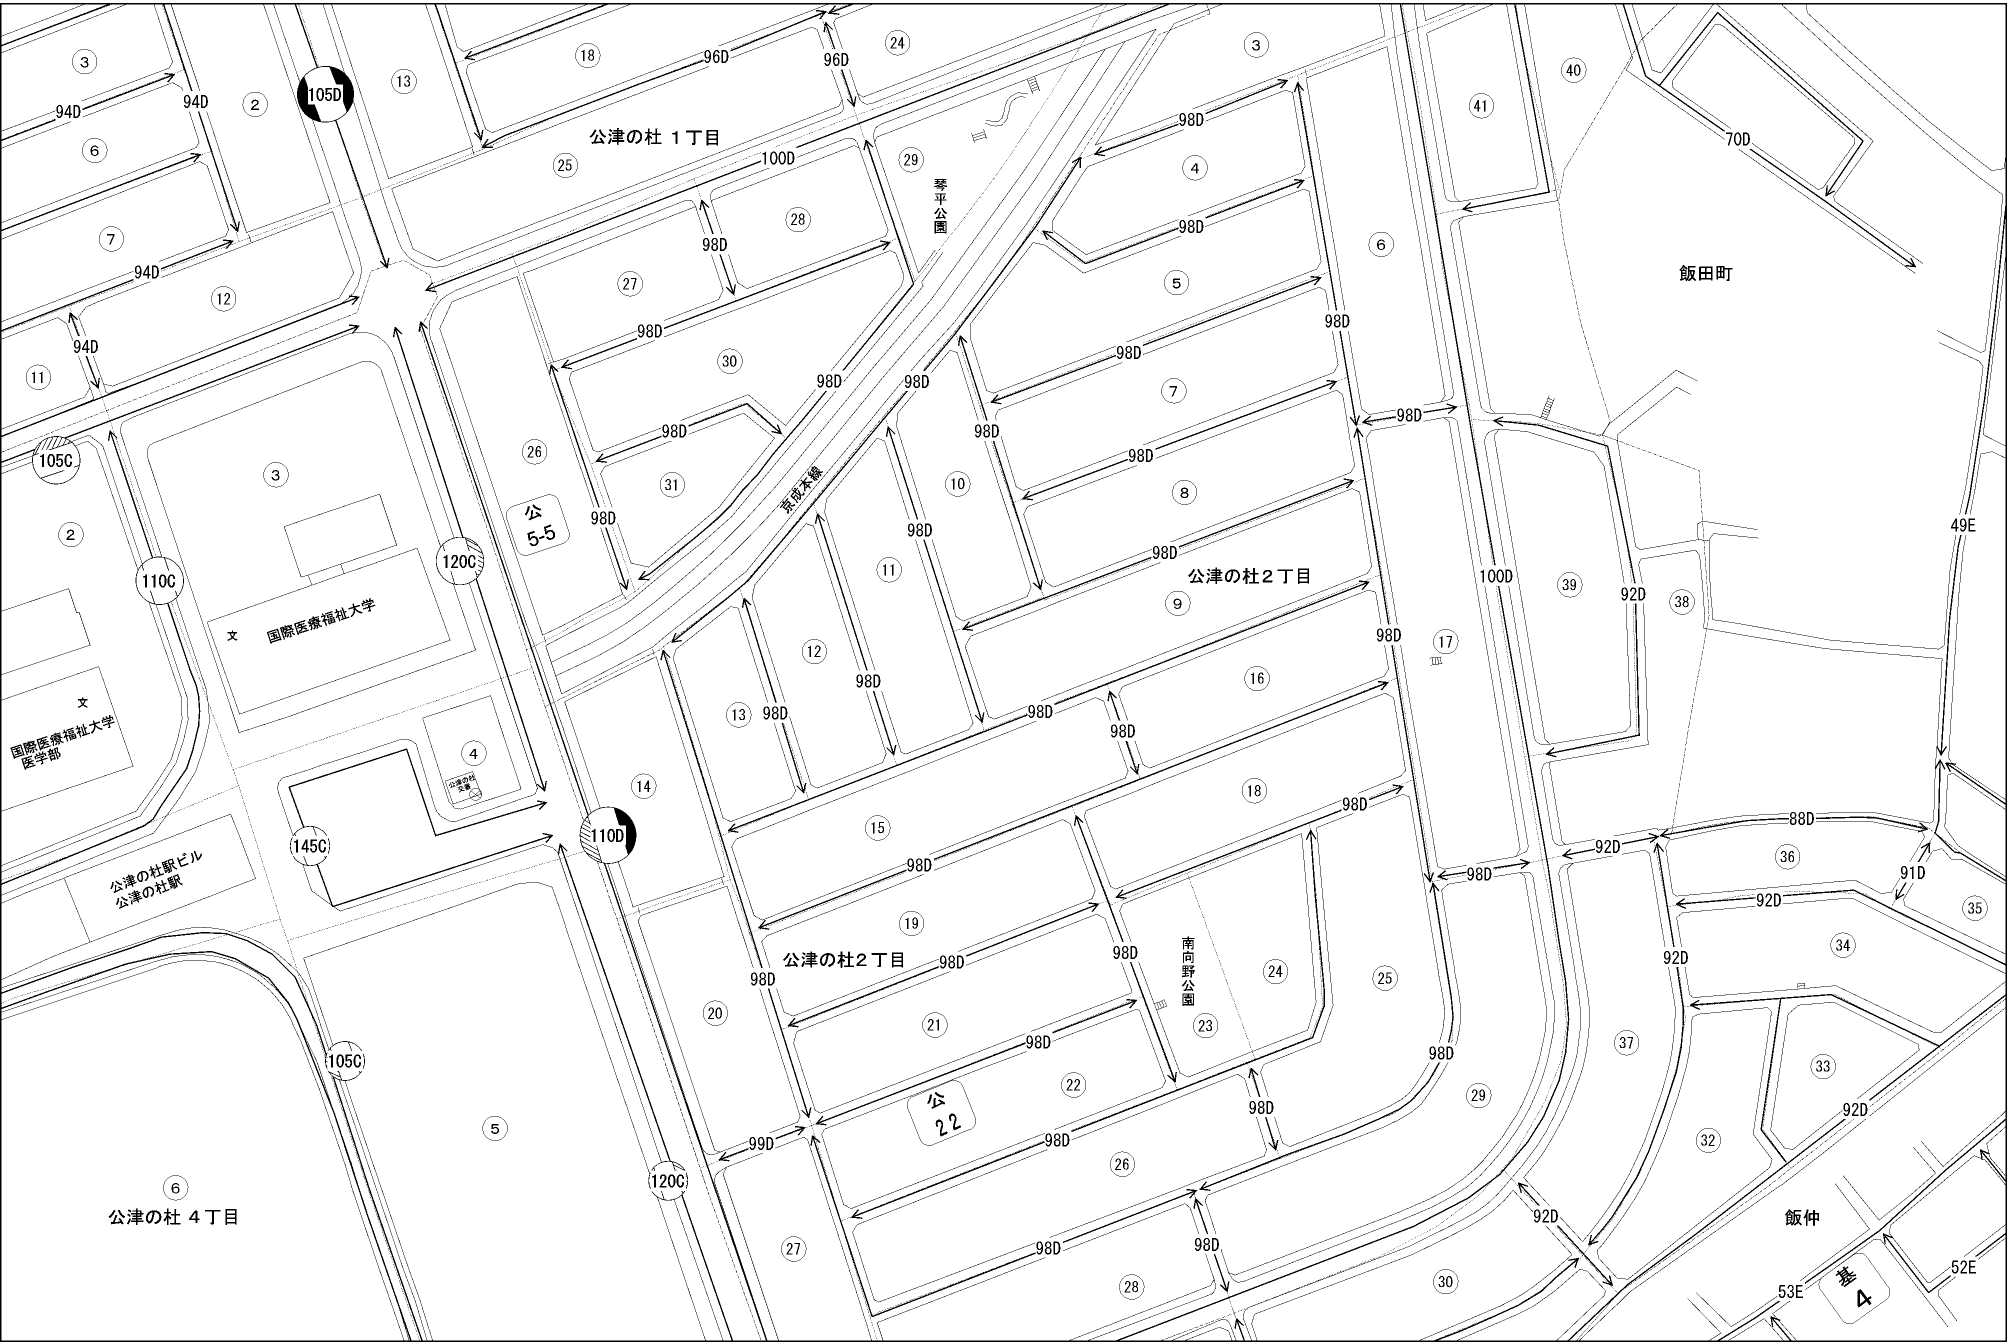 24
3
18
96D
96D
3
94D
2
105D
13
40
41
94D
98D
70D
公津の杜 1丁目
6
25
100D
29
4
琴平公園
7
28
98D
98D
6
94D
12
27
5
飯田町
94D
98D
98D
11
30
98D
98D
98D
7
98D
98D
98D
98D
26
105C
3
31
10
8
公
5-5
京成本線
98D
98D
2
49E
120C
110C
98D
11
公津の杜2丁目
100D
39
92D
38
9
国際医療福祉大学
文
98D
17
12
98D
16
文
国際医療福祉大学
医学部
13
98D
98D
98D
4
公津の杜
交番
14
18
98D
15
110D
145C
88D
92D
36
公津の杜駅ビル
公津の杜駅
98D
98D
91D
92D
35
19
34
南向野公園
98D
92D
公津の杜2丁目
98D
98D
24
25
20
21
23
37
98D
98D
105C
22
33
公
22
98D
29
92D
5
99D
98D
32
26
120C
6
公津の杜 4丁目
92D
飯仲
27
98D
98D
28
30
基
4
53E
52E